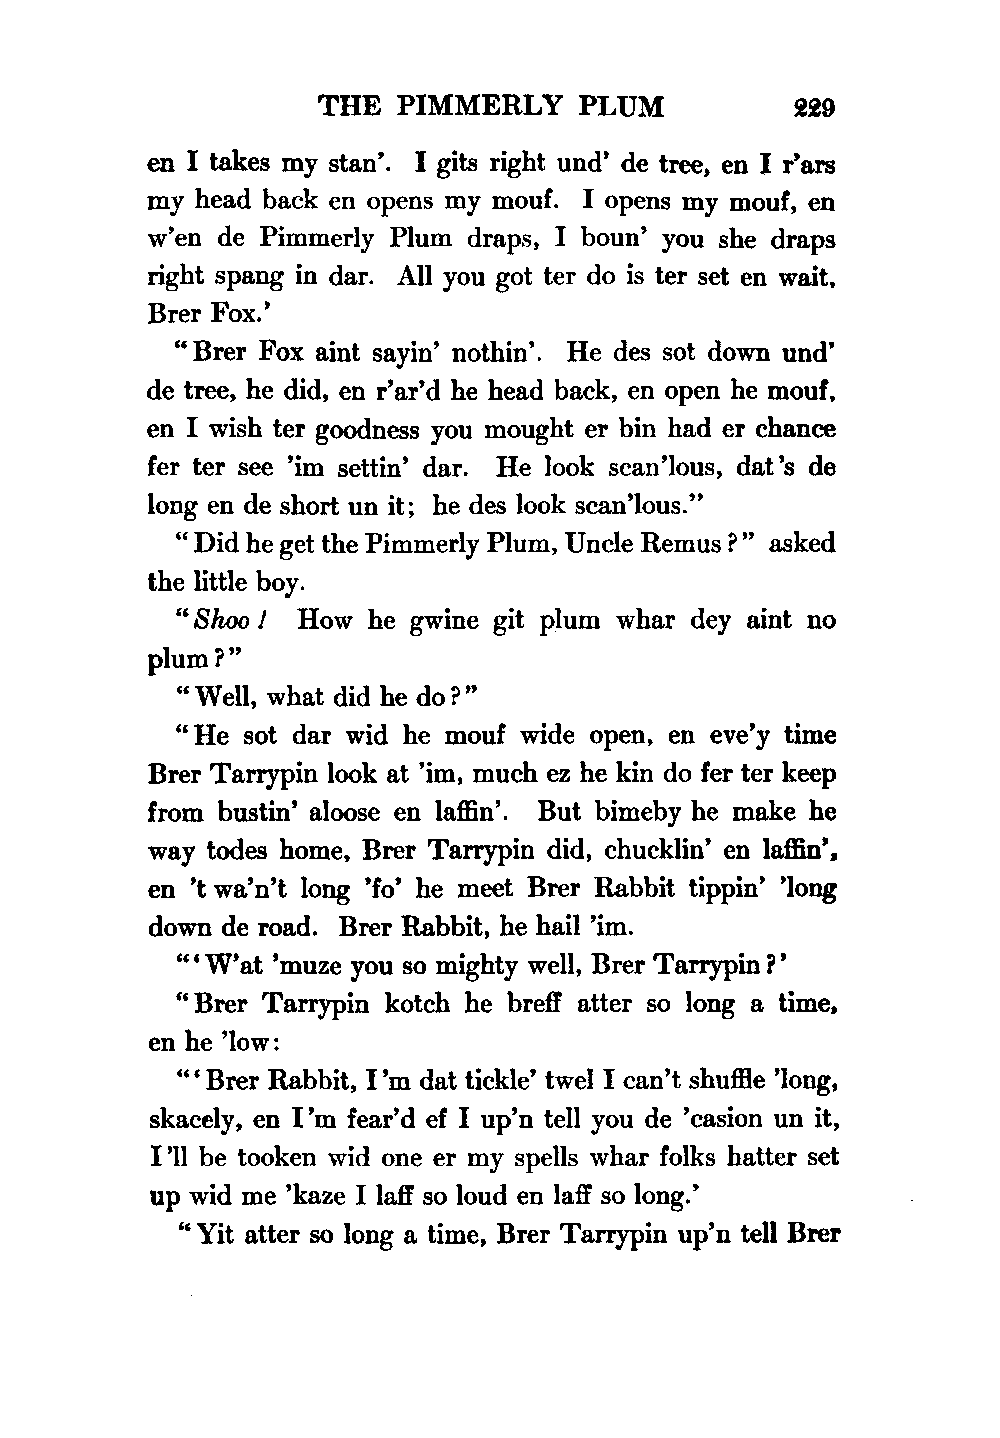 THE PIMMERLY PLUM 229
en I takes my stan'. I gits right und' de tree, en I r'ars
my head back en opens my mouf. I opens my mouf, en
w'en de Pimmerly Plum draps, I boun' you she draps
right spang in dar. All you got ter do is ter set en wait,
Brer Fox.'
"Brer Fox aint sayin' nothin'. He des sot down und'
de tree, he did, en r'ar'd he head back, en open he mouf,
en I wish ter goodness you mought er bin had er chance
fer ter see 'im settin' dar. He look scan'lous, dat's de
long en de short un it; he des look scan'lous."
"Did he get the Pimmerly Plum, Uncle Remus?" asked
the little boy.
"Shoo! How he gwine git plum whar dey aint no
plum?"
"Well, what did he do?"
"He sot dar wid he mouf wide open, en eve'y time
Brer Tarrypin look at 'im, much ez he kin do fer ter keep
from bustin' aloose en laffin'. But bimeby he make he
way todes home, Brer Tarrypin did, chucklin' en laffin',
en 't wa'n't long 'fo' he meet Brer Rabbit tippin' 'long
down de road. Brer Rabbit, he hail 'im.
"'W'at 'muze you so mighty well, Brer Tarrypin?'
"Brer Tarrypin kotch he breff atter so long a time,
en he 'low:
"'Brer Rabbit, I'm dat tickle' twel I can't shuffle 'long,
skacely, en I'm fear'd ef I up'n tell you de 'casion un it,
I'll be tooken wid one er my spells whar folks hatter set
up wid me 'kaze I laff so loud en laff so long.'
"Yit atter so long a time, Brer Tarrypin up'n tell Brer